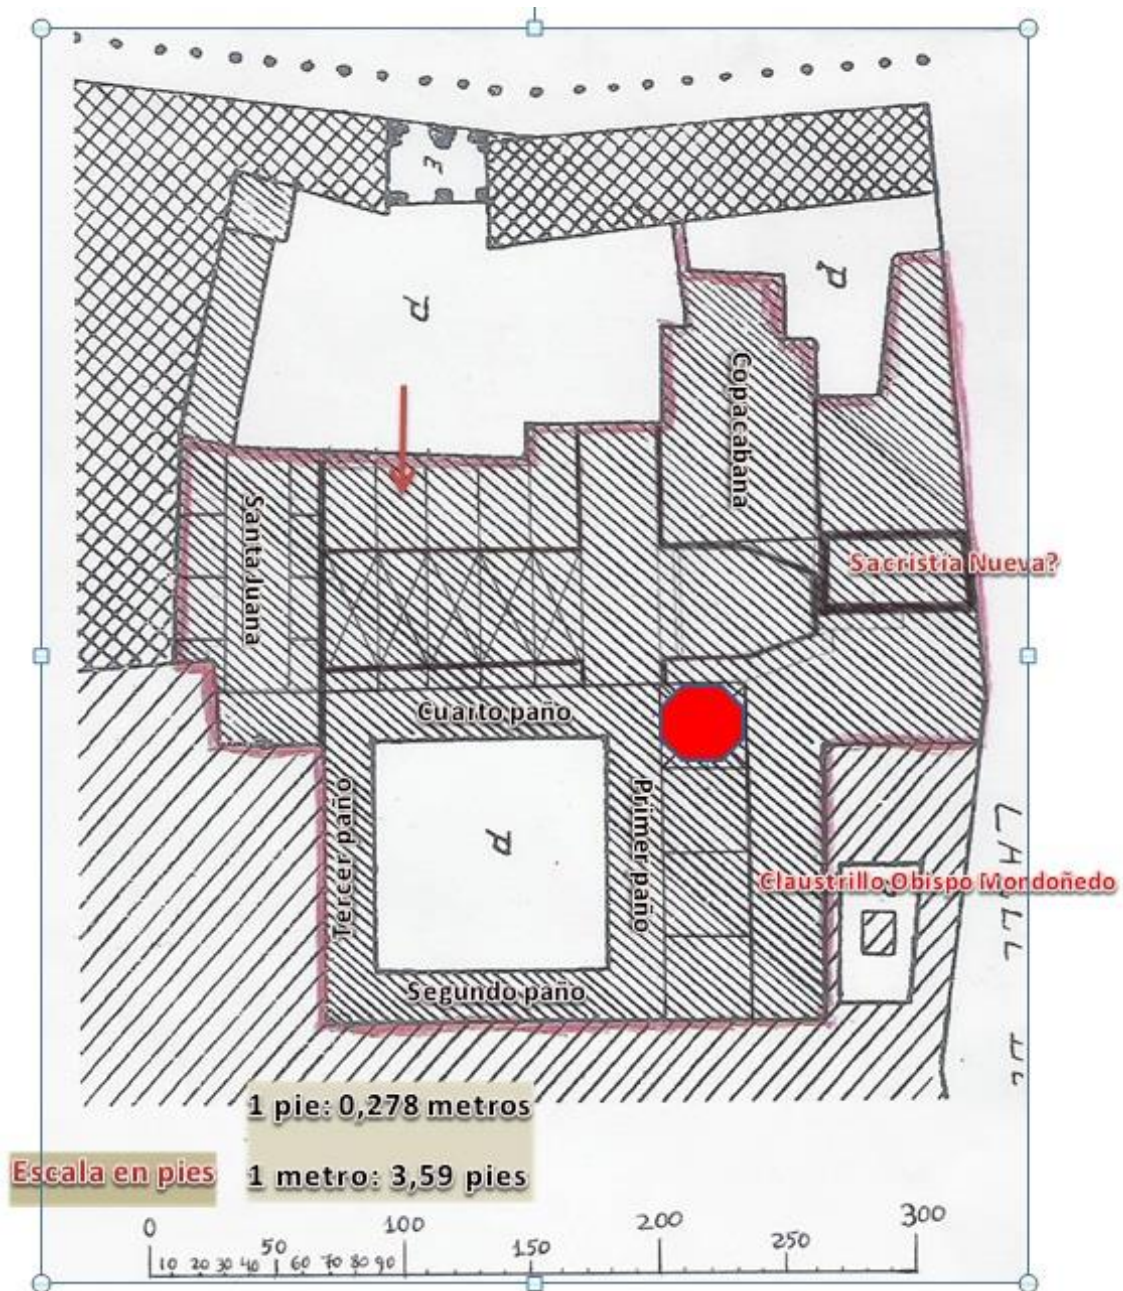 E
P
P
Copacabana
Santa Juana
Sacristía Nueva?
Cuarto paño
Tercer paño
Primer paño
P
Claustrillo Obispo Mordoñedo
Segundo paño
1 pie: 0,278 metros
Escala en pies
1 metro: 3,59 pies
0 50 100 150 200 250 300
10 20 30 40 60 70 80 90